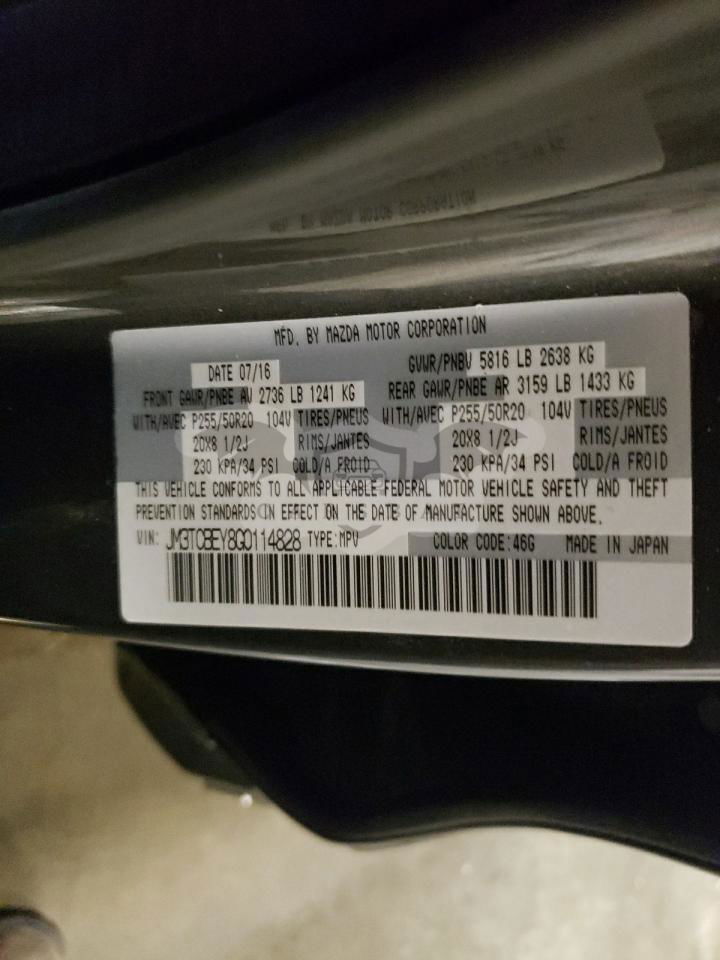 MFD. BY MAZDA MOTOR CORPORATION
DATE 07/16 GVWR/PNBV 5816 LB 2638 KG
FRONT GAWR/PNBE AV 2736 LB 1241 KG REAR GAWR/PNBE AR 3159 LB 1433 KG
WITH/AVEC P255/50R20 104V TIRES/PNEUS WITH/AVEC P255/50R20 104V TIRES/PNEUS
20X8 1/2J RIMS/JANTES 20X8 1/2J RIMS/JANTES
230 KPA/34 PSI COLD/A FROID 230 KPA/34 PSI COLD/A FROID
THIS VEHICLE CONFORMS TO ALL APPLICABLE FEDERAL MOTOR VEHICLE SAFETY AND THEFT
PREVENTION STANDARDS IN EFFECT ON THE DATE OF MANUFACTURE SHOWN ABOVE.
VIN: JM3TCBEY8G0114828 TYPE:MPV COLOR CODE:46G MADE IN JAPAN